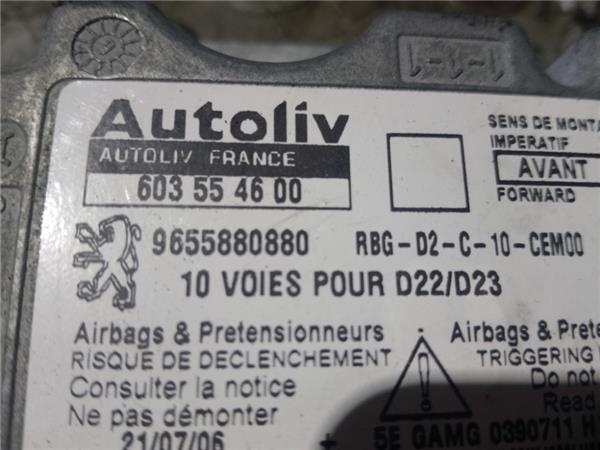 Autoliv
AUTOLIV FRANCE
603 55 46 00
SENS DE
IMPERATIF
AVANT
FORWARD
9655880880 RBG-D2-C-10-CEM00
10 VOIES POUR D22/D23
Airbags & Pretensionneurs
RISQUE DE DECLENCHEMENT
Consulter la notice
Ne pas démonter
21/07/06
Airbags &
TRIGGERING
Do not
Read
5E GAMG 0390711 H